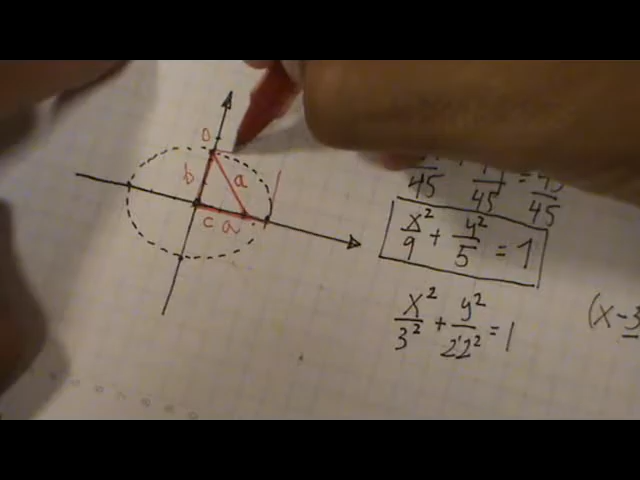 b
a
c a
45 45 = 45
x²/9 + y²/5 = 1
x²/3² + y²/2'2² = 1
(x-3